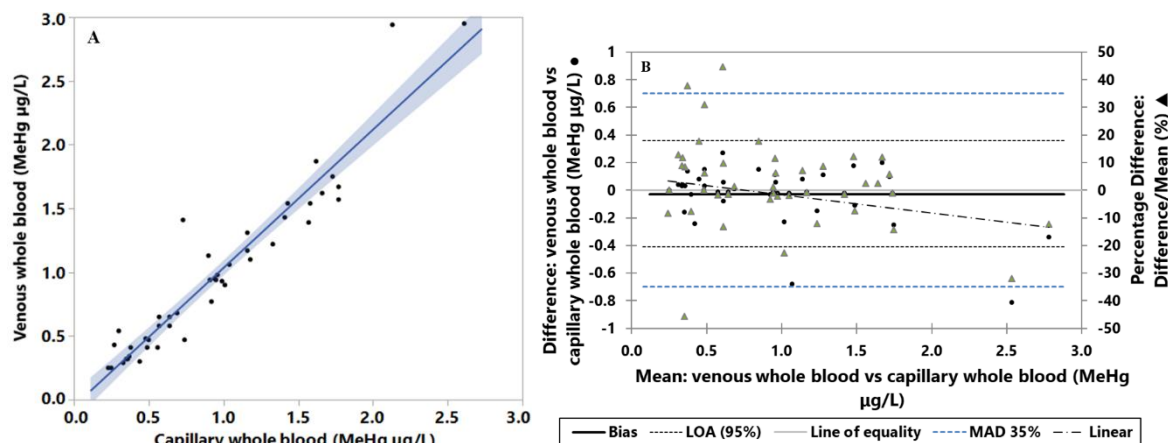 A
Venous whole blood (MeHg µg/L)
3.0
2.5
2.0
1.5
1.0
0.5
0.0
0.0 0.5 1.0 1.5 2.0 2.5 3.0
Capillary whole blood (MeHg µg/L)
B
Difference: venous whole blood vs
capillary whole blood (MeHg µg/L) ●
1
0.8
0.6
0.4
0.2
0
-0.2
-0.4
-0.6
-0.8
-1
50
40
30
20
10
0
-10
-20
-30
-40
-50
Percentage Difference:
Difference/Mean (%) ▲
0.0 0.5 1.0 1.5 2.0 2.5 3.0
Mean: venous whole blood vs capillary whole blood (MeHg
µg/L)
Bias LOA (95%) Line of equality MAD 35% Linear